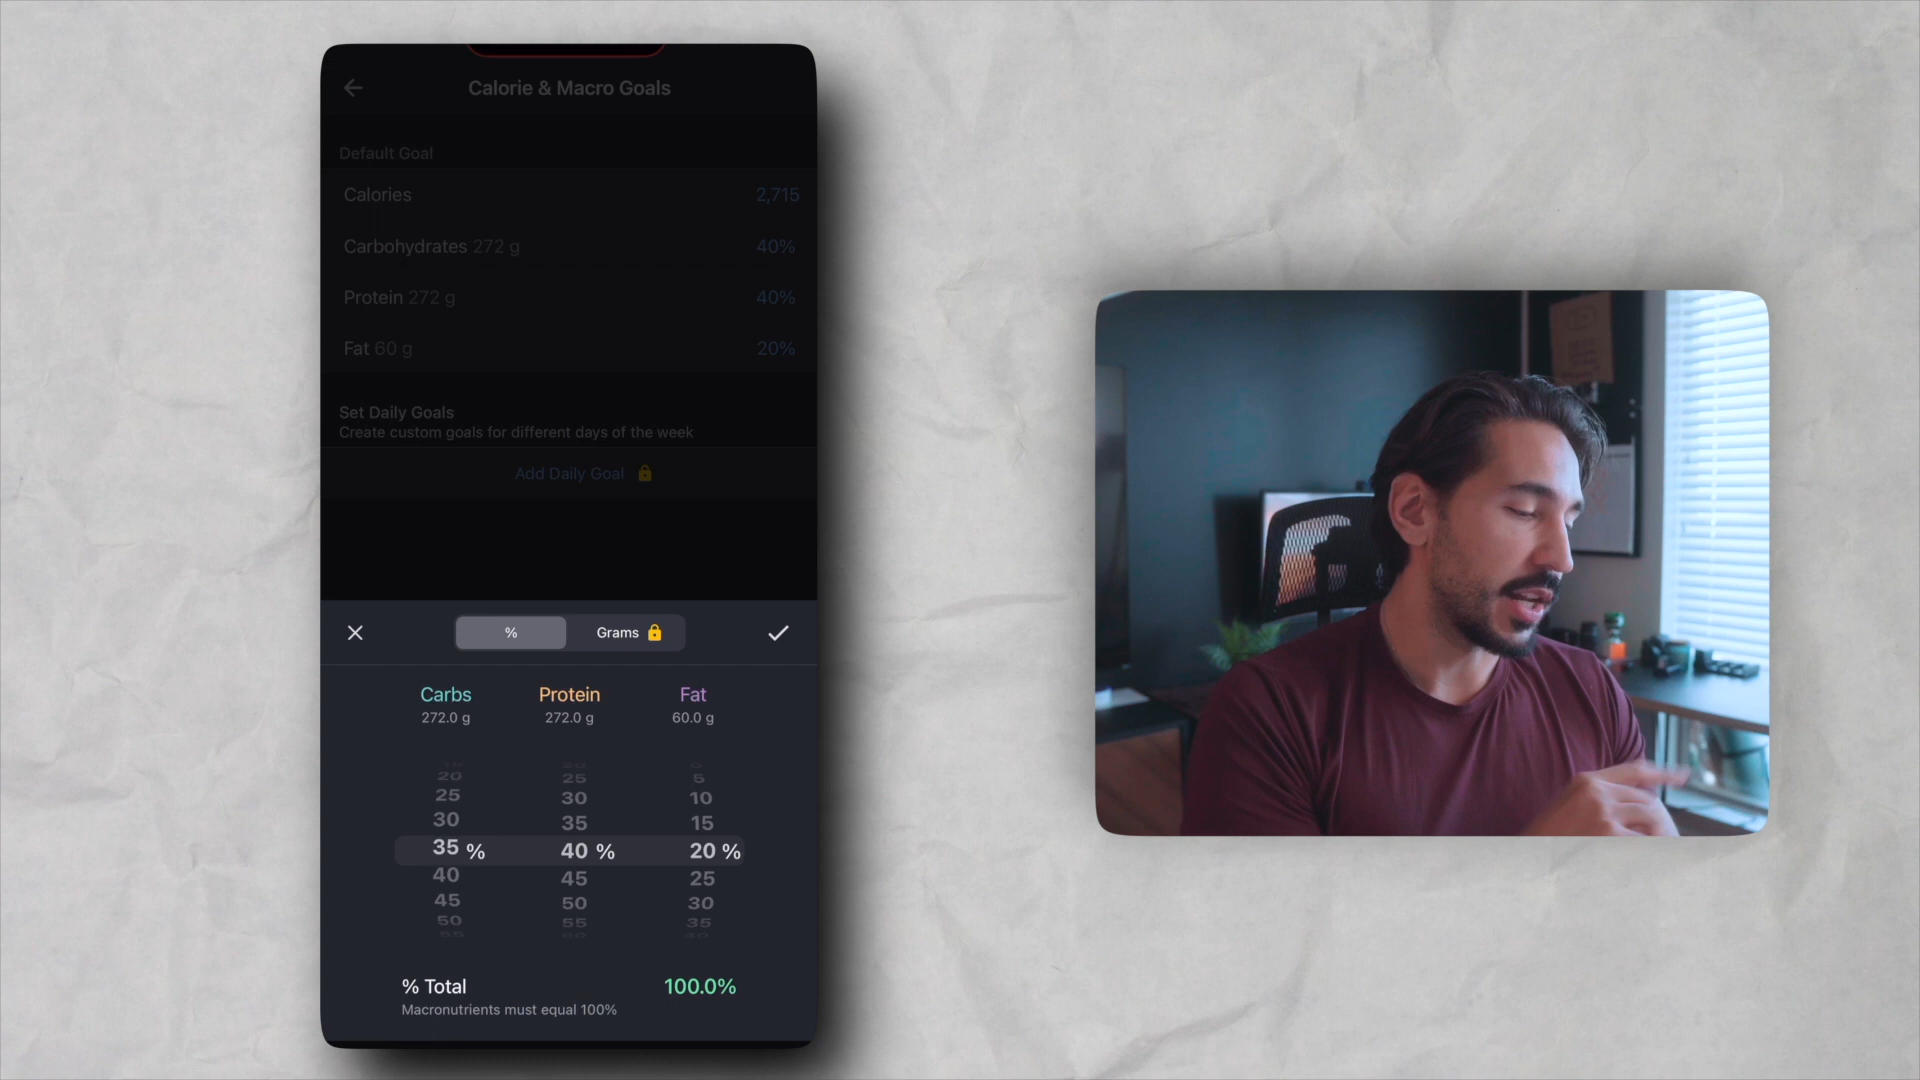 Calorie & Macro Goals
Default Goal
Calories 2,715
Carbohydrates 272 g 40%
Protein 272 g 40%
Fat 60 g 20%
Set Daily Goals
Create custom goals for different days of the week
Add Daily Goal
% Grams
Carbs Protein Fat
272.0 g 272.0 g 60.0 g
20 25 5
25 30 10
30 35 15
35 % 40 % 20 %
40 45 25
45 50 30
50 55 35
% Total 100.0%
Macronutrients must equal 100%